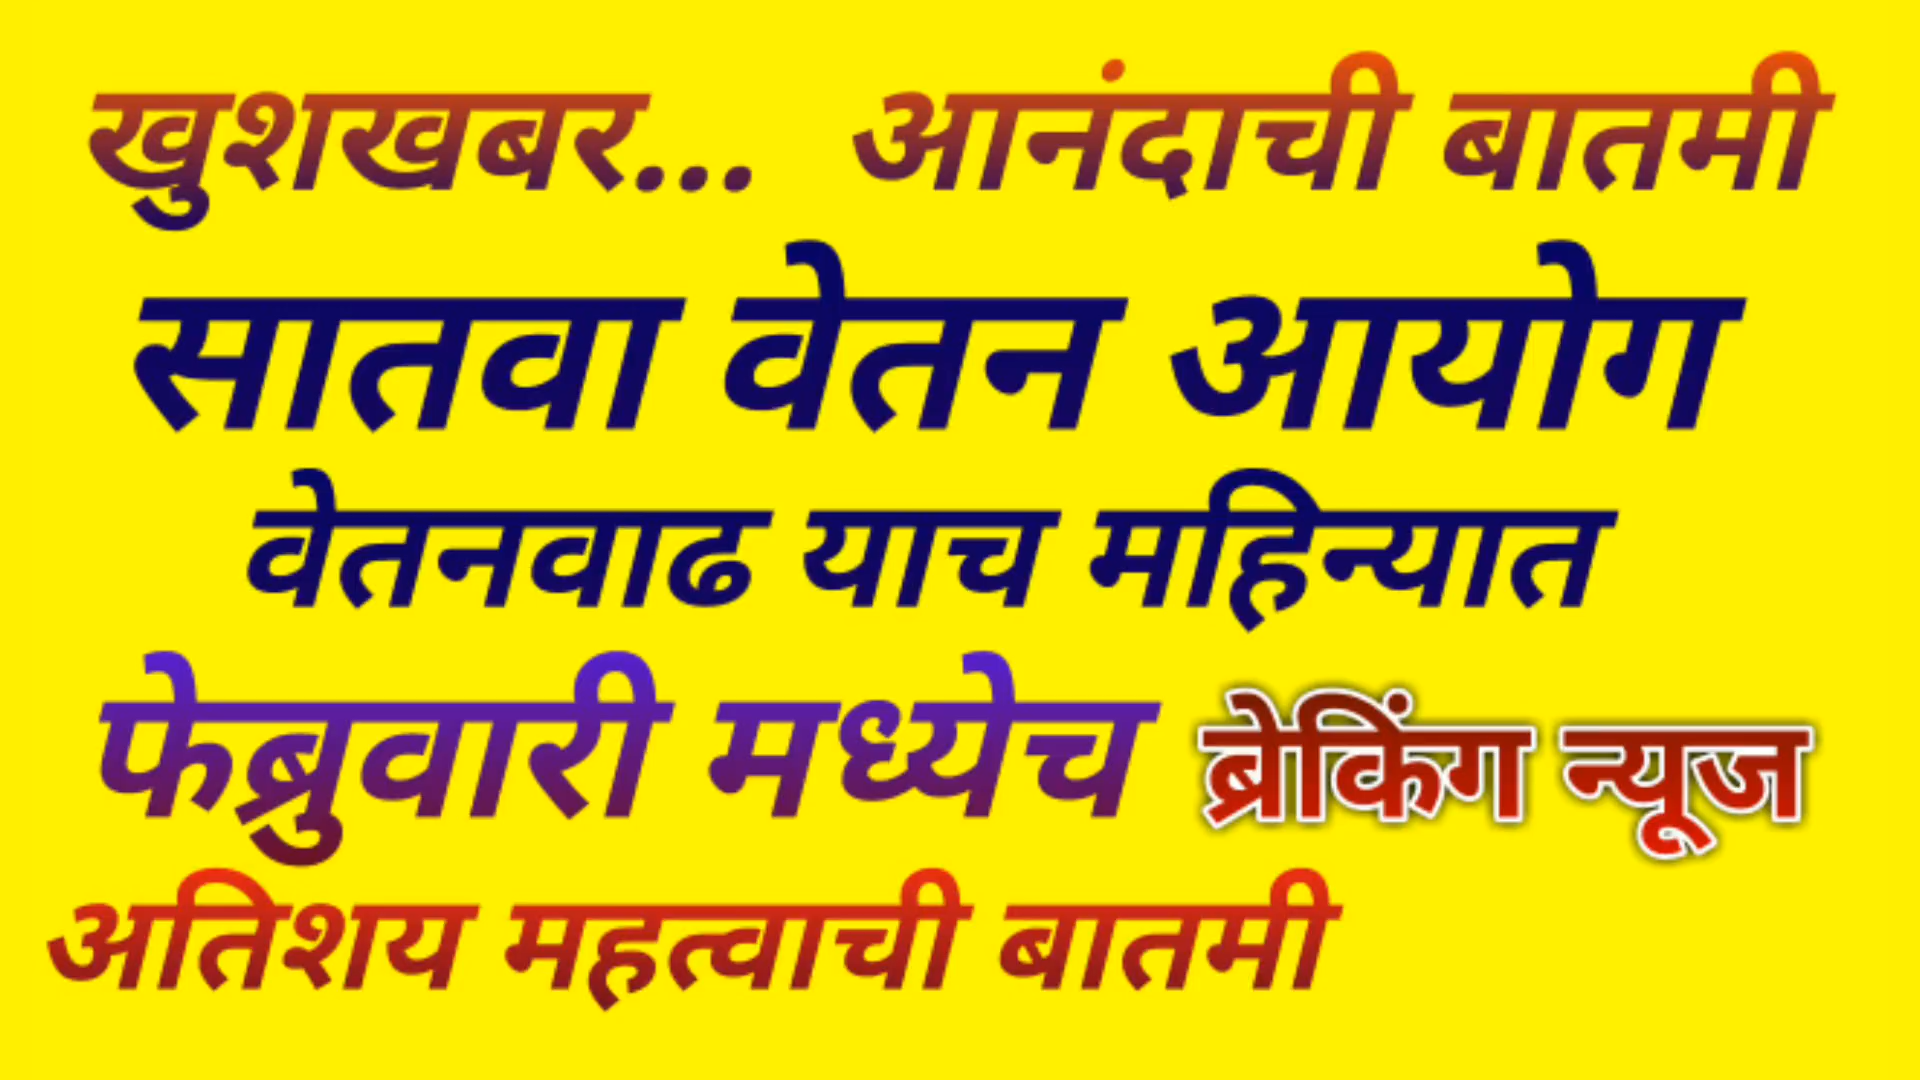 खुशखबर... आनंदाची बातमी
सातवा वेतन आयोग
वेतनवाढ याच महिन्यात
फेब्रुवारी मध्येच ब्रेकिंग न्यूज
अतिशय महत्वाची बातमी